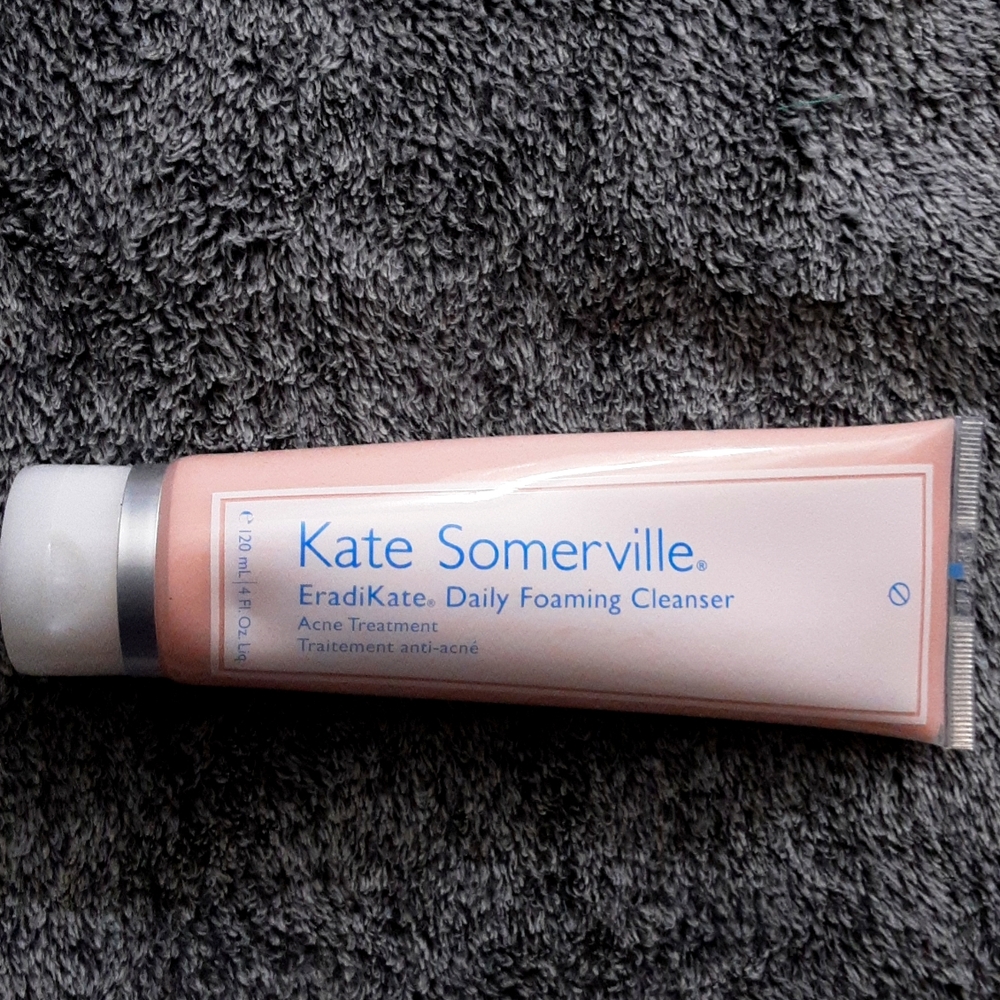 Kate Somerville®
EradiKate® Daily Foaming Cleanser
Acne Treatment
Traitement anti-acné
℮ 120 mL | 4 Fl. Oz. Liq.